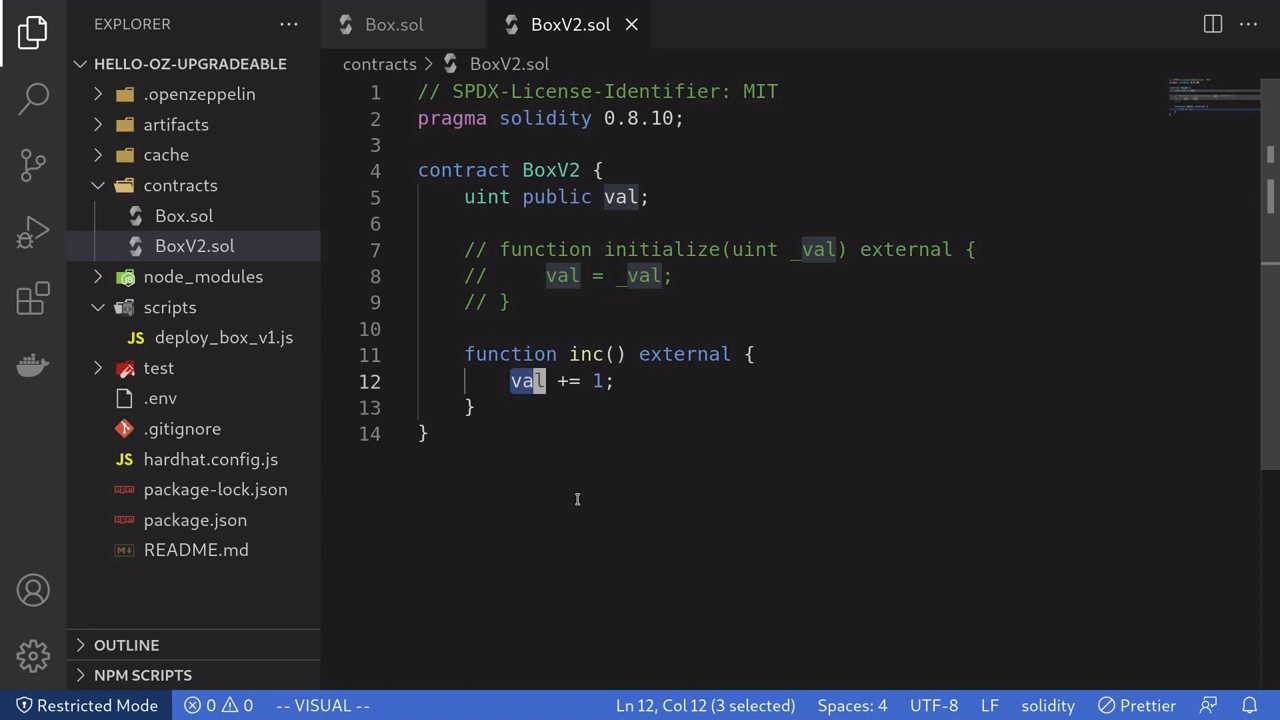 EXPLORER
HELLO-OZ-UPGRADEABLE
.openzeppelin
artifacts
cache
contracts
Box.sol
BoxV2.sol
node_modules
scripts
JS deploy_box_v1.js
test
.env
.gitignore
JS hardhat.config.js
package-lock.json
package.json
README.md
OUTLINE
NPM SCRIPTS
Box.sol
BoxV2.sol
contracts > BoxV2.sol
1 // SPDX-License-Identifier: MIT
2 pragma solidity 0.8.10;
3
4 contract BoxV2 {
5 uint public val;
6
7 // function initialize(uint _val) external {
8 // val = _val;
9 // }
10
11 function inc() external {
12 val += 1;
13 }
14 }
Restricted Mode 0 0 -- VISUAL -- Ln 12, Col 12 (3 selected) Spaces: 4 UTF-8 LF solidity Prettier